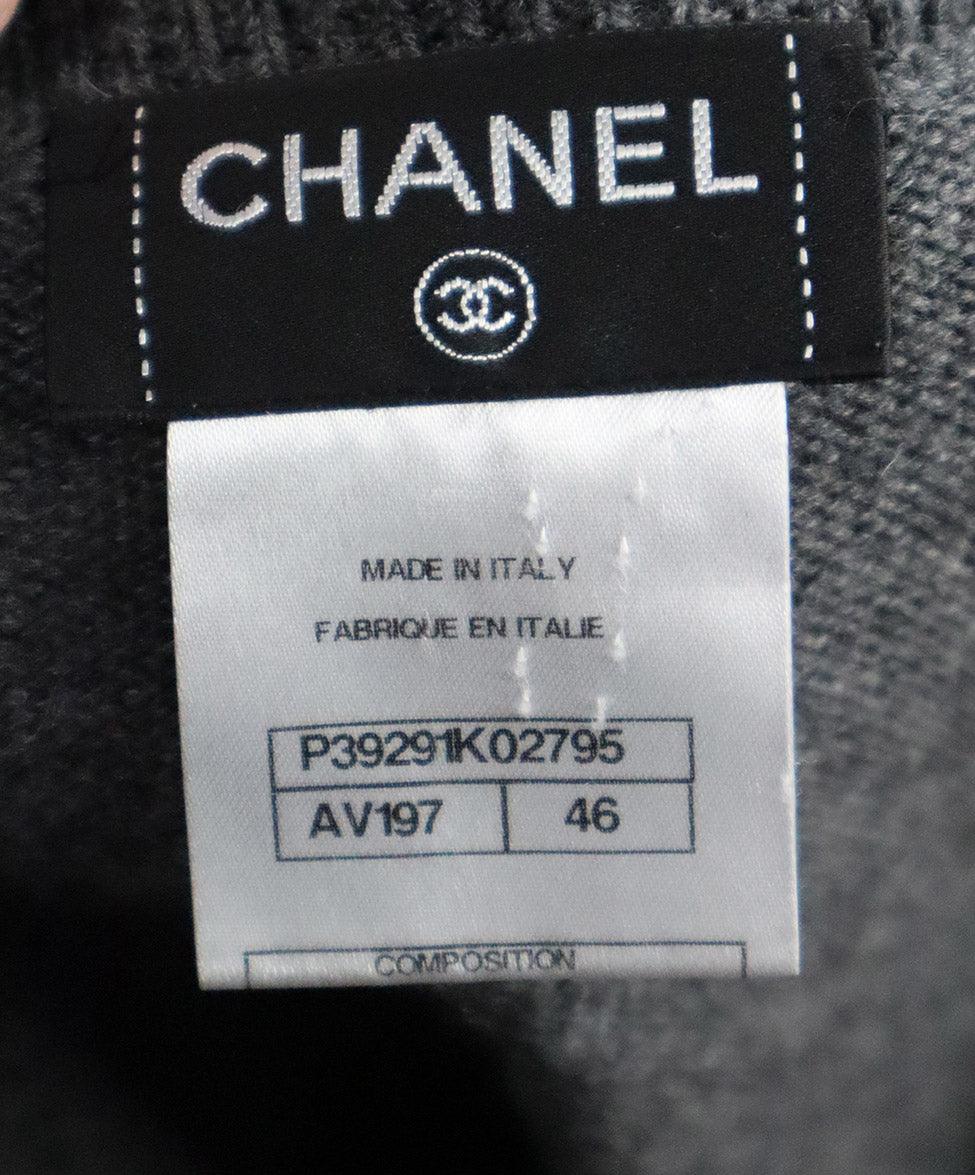 CHANEL
MADE IN ITALY
FABRIQUE EN ITALIE
P39291K02795
AV197 46
COMPOSITION